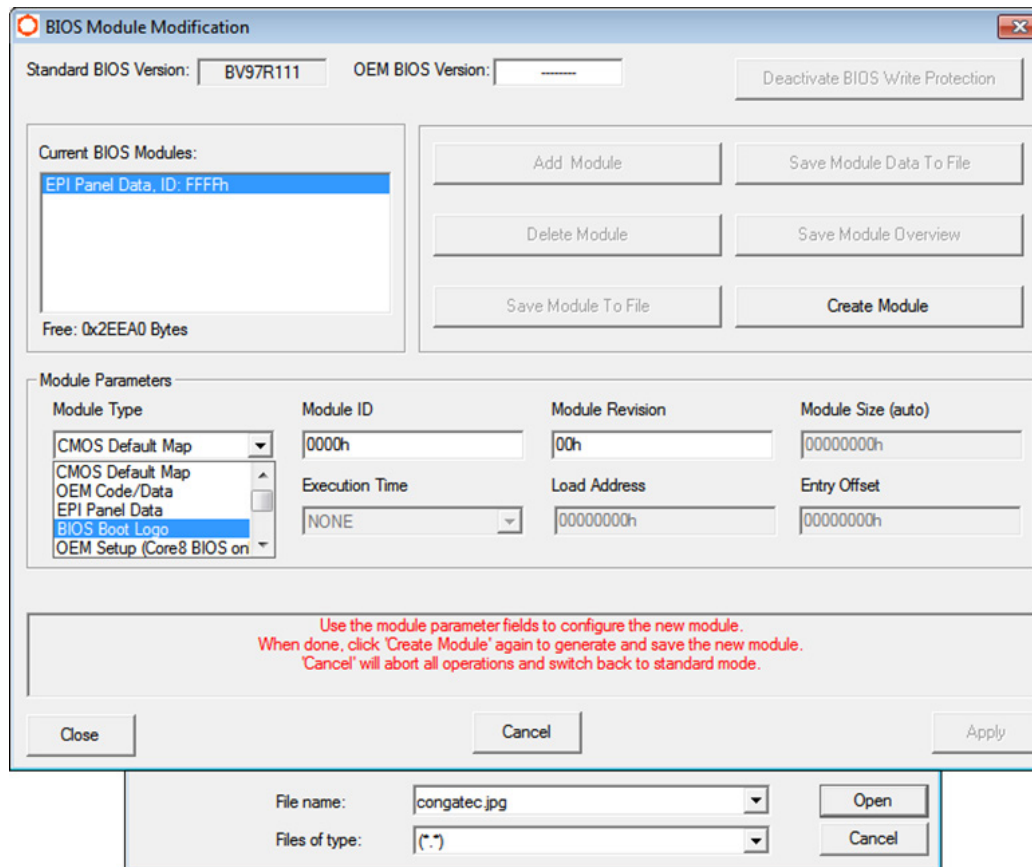 BIOS Module Modification
Standard BIOS Version: BV97R111 OEM BIOS Version: -------- Deactivate BIOS Write Protection
Current BIOS Modules:
EPI Panel Data, ID: FFFFh
Free: 0x2EEA0 Bytes
Add Module Save Module Data To File
Delete Module Save Module Overview
Save Module To File Create Module
Module Parameters
Module Type Module ID Module Revision Module Size (auto)
CMOS Default Map 0000h 00h 00000000h
CMOS Default Map
OEM Code/Data
EPI Panel Data
BIOS Boot Logo
OEM Setup (Core8 BIOS on
Execution Time Load Address Entry Offset
NONE 00000000h 00000000h
Use the module parameter fields to configure the new module.
When done, click 'Create Module' again to generate and save the new module.
'Cancel' will abort all operations and switch back to standard mode.
Close Cancel Apply
File name: congatec.jpg Open
Files of type: (*.*) Cancel